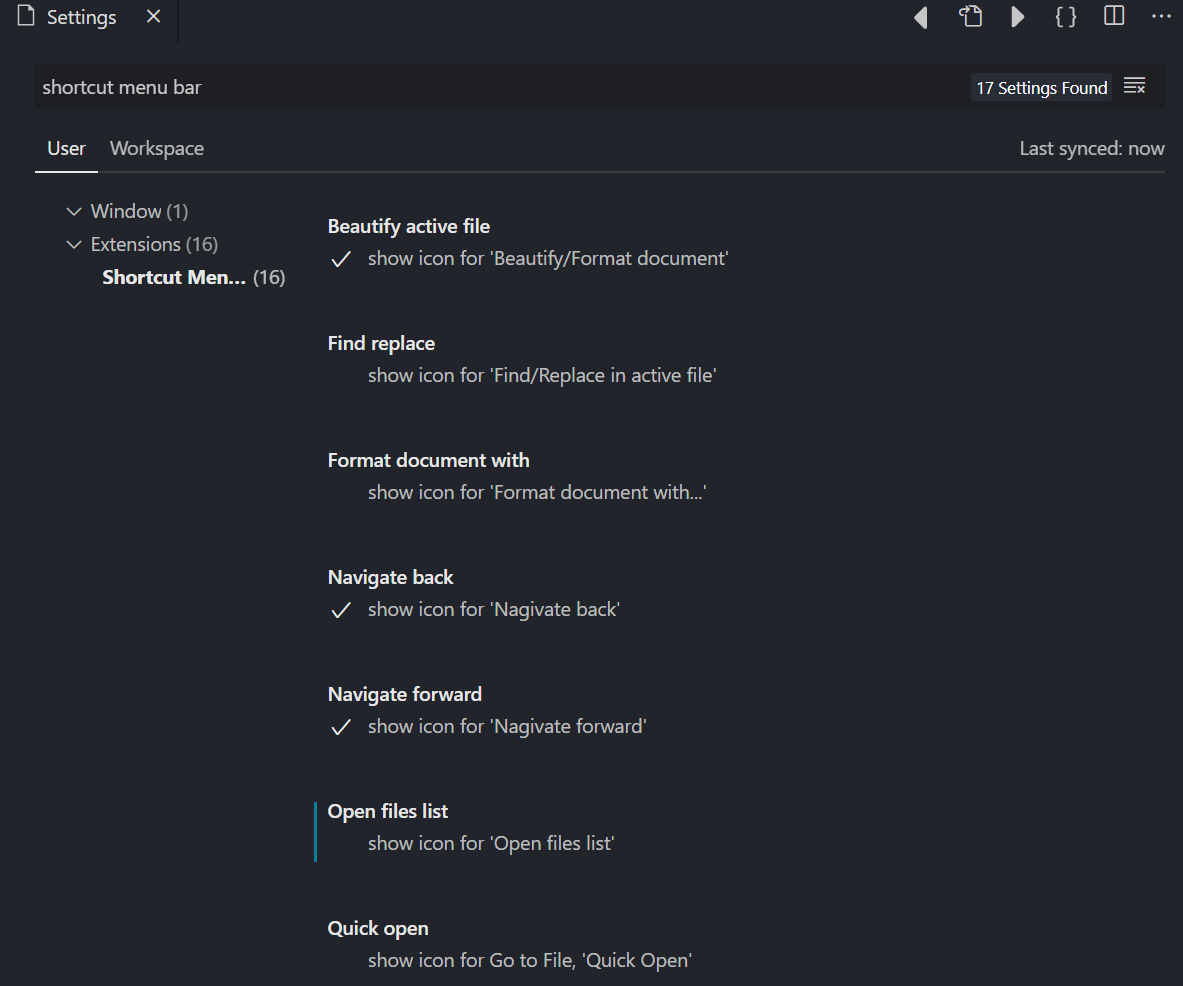 Settings
shortcut menu bar
17 Settings Found
User Workspace Last synced: now
Window (1)
Extensions (16)
Shortcut Men... (16)
Beautify active file
show icon for 'Beautify/Format document'
Find replace
show icon for 'Find/Replace in active file'
Format document with
show icon for 'Format document with...'
Navigate back
show icon for 'Nagivate back'
Navigate forward
show icon for 'Nagivate forward'
Open files list
show icon for 'Open files list'
Quick open
show icon for Go to File, 'Quick Open'